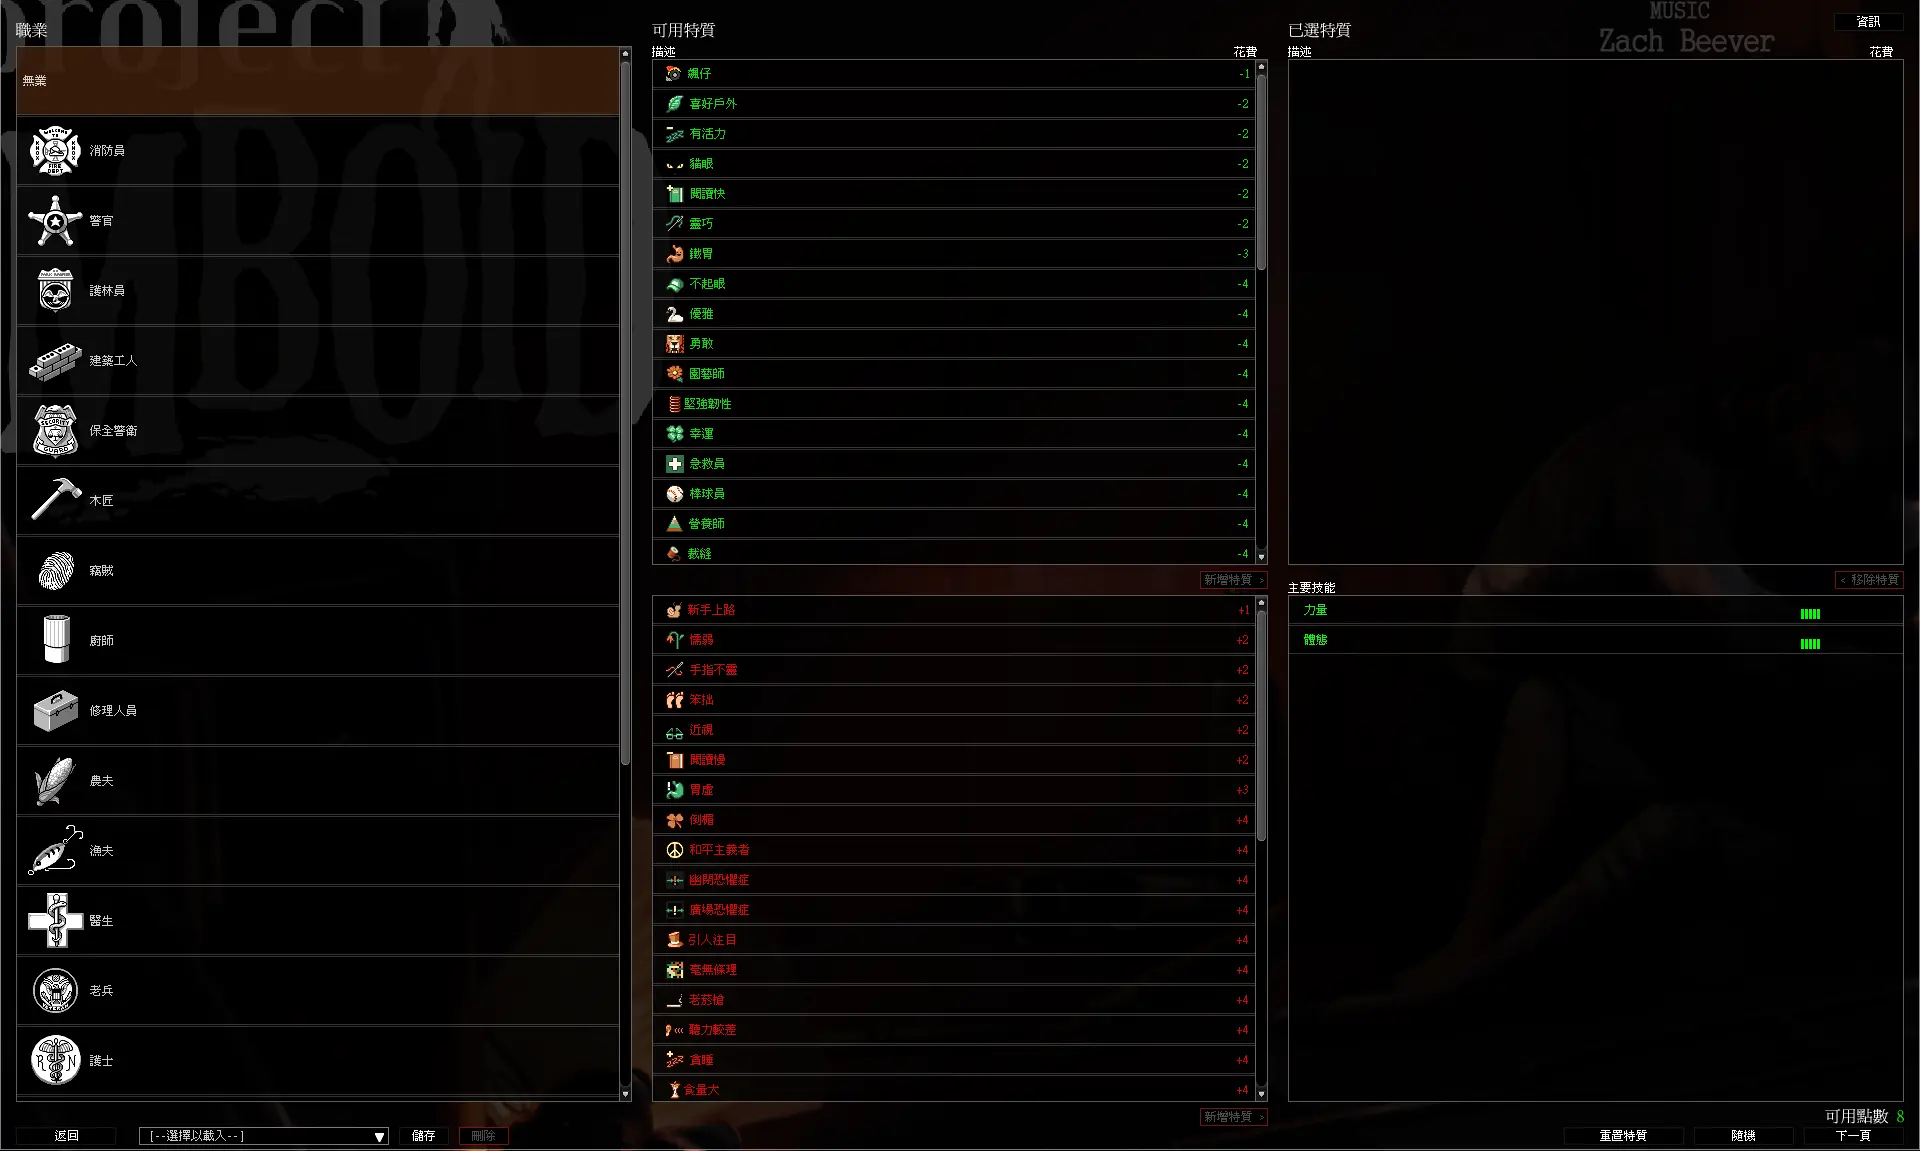 project
ZOMBOID
MUSIC
Zach Beever
資訊
職業
無業
消防員
警官
護林員
建築工人
保全警衛
木匠
竊賊
廚師
修理人員
農夫
漁夫
醫生
老兵
護士
可用特質
描述 花費
飆仔 -1
喜好戶外 -2
有活力 -2
貓眼 -2
閱讀快 -2
靈巧 -2
鐵胃 -3
不起眼 -4
優雅 -4
勇敢 -4
園藝師 -4
堅強韌性 -4
幸運 -4
急救員 -4
棒球員 -4
營養師 -4
裁縫 -4
新增特質 >
新手上路 +1
懦弱 +2
手指不靈 +2
笨拙 +2
近視 +2
閱讀慢 +2
胃虛 +3
倒楣 +4
和平主義者 +4
幽閉恐懼症 +4
廣場恐懼症 +4
引人注目 +4
毫無條理 +4
老菸槍 +4
聽力較差 +4
貪睡 +4
食量大 +4
新增特質 >
已選特質
描述 花費
< 移除特質
主要技能
力量
體態
可用點數 8
返回
[--選擇以載入--]
儲存
刪除
重置特質
隨機
下一頁